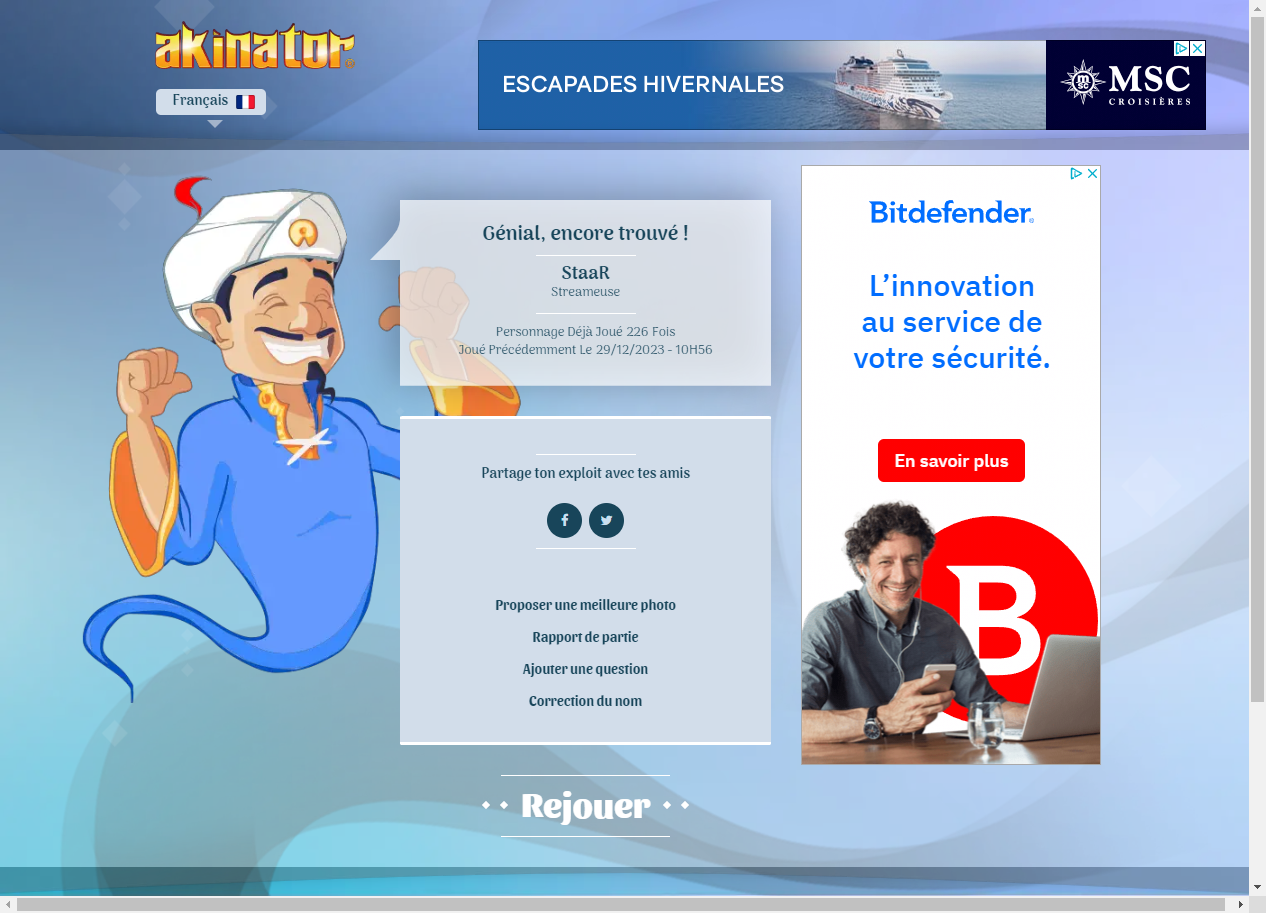 akinator
Français
ESCAPADES HIVERNALES
msc
MSC
CROISIÈRES
Génial, encore trouvé !
StaaR
Streameuse
Personnage Déjà Joué 226 Fois
Joué Précédemment Le 29/12/2023 - 10H56
Partage ton exploit avec tes amis
Proposer une meilleure photo
Rapport de partie
Ajouter une question
Correction du nom
Rejouer
Bitdefender
L’innovation
au service de
votre sécurité.
En savoir plus
B